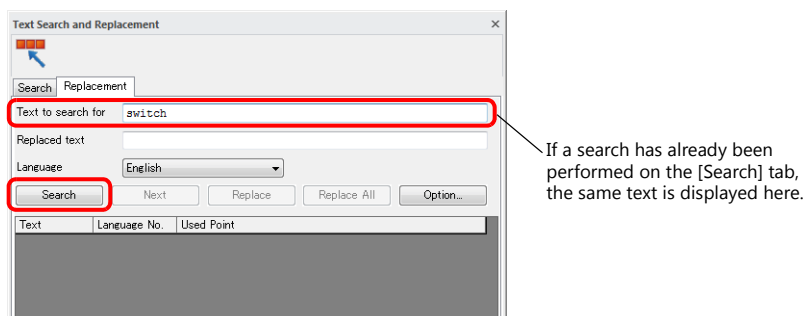 Text Search and Replacement
Search Replacement
Text to search for switch
Replaced text
Language English
Search Next Replace Replace All Option...
Text Language No. Used Point
If a search has already been
performed on the [Search] tab,
the same text is displayed here.